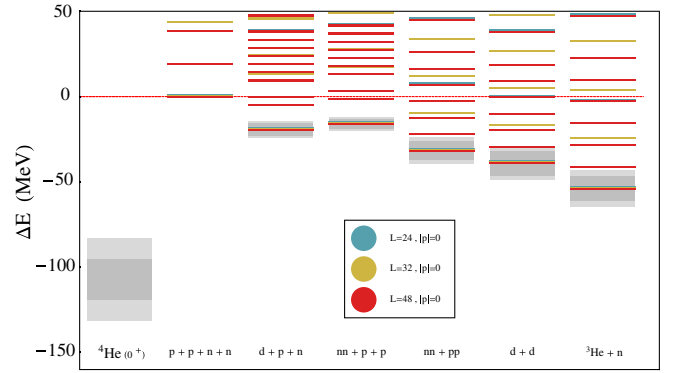 50
0
−50
−100
−150
ΔE (MeV)
L=24 , |p|=0
L=32 , |p|=0
L=48 , |p|=0
⁴He (0⁺) p + p + n + n d + p + n nn + p + p nn + pp d + d ³He + n